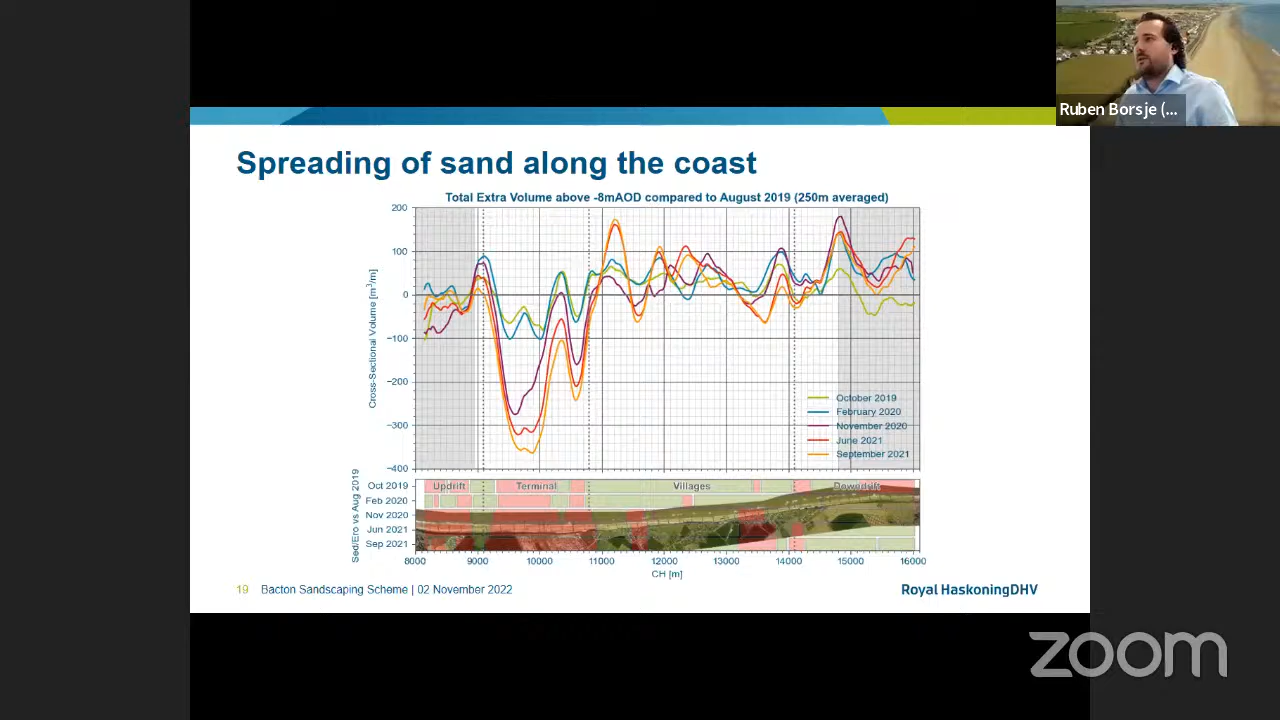 Ruben Borsje (...
Spreading of sand along the coast
Total Extra Volume above -8mAOD compared to August 2019 (250m averaged)
Cross-Sectional Volume [m³/m]
200
100
0
−100
−200
−300
−400
October 2019
February 2020
November 2020
June 2021
September 2021
Sed/Ero vs Aug 2019
Oct 2019
Feb 2020
Nov 2020
Jun 2021
Sep 2021
Updrift Terminal Villages Downdrift
8000 9000 10000 11000 12000 13000 14000 15000 16000
CH [m]
19 Bacton Sandscaping Scheme | 02 November 2022
Royal HaskoningDHV
zoom